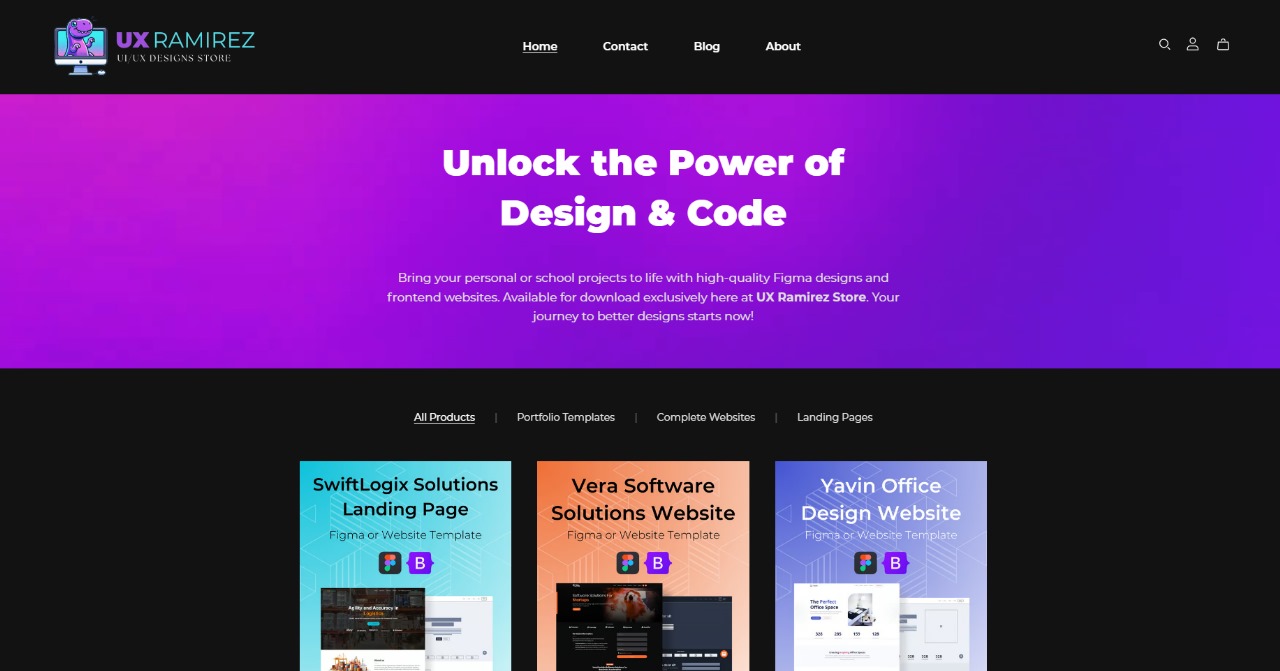 UX RAMIREZ
UI/UX DESIGNS STORE
Home
Contact
Blog
About
Unlock the Power of
Design & Code
Bring your personal or school projects to life with high-quality Figma designs and
frontend websites. Available for download exclusively here at UX Ramirez Store. Your
journey to better designs starts now!
All Products | Portfolio Templates | Complete Websites | Landing Pages
SwiftLogix Solutions
Landing Page
Figma or Website Template
B
Agility and Accuracy in
Logistics
Vera Software
Solutions Website
Figma or Website Template
B
Software Solutions For
Startups
Yavin Office
Design Website
Figma or Website Template
B
The Perfect
Office Space